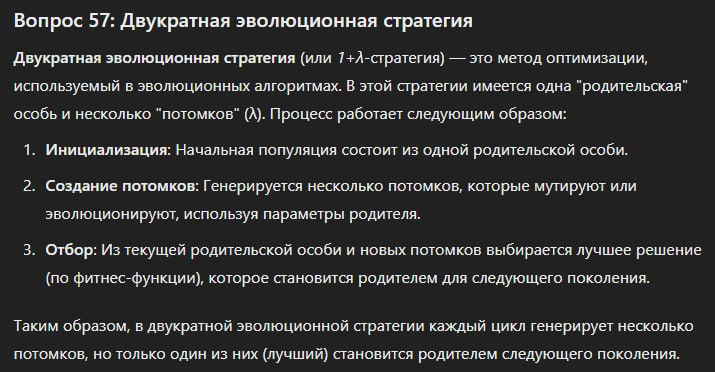 Вопрос 57: Двукратная эволюционная стратегия
Двукратная эволюционная стратегия (или 1+λ-стратегия) — это метод оптимизации,
используемый в эволюционных алгоритмах. В этой стратегии имеется одна "родительская"
особь и несколько "потомков" (λ). Процесс работает следующим образом:
1. Инициализация: Начальная популяция состоит из одной родительской особи.
2. Создание потомков: Генерируется несколько потомков, которые мутируют или
эволюционируют, используя параметры родителя.
3. Отбор: Из текущей родительской особи и новых потомков выбирается лучшее решение
(по фитнес-функции), которое становится родителем для следующего поколения.
Таким образом, в двукратной эволюционной стратегии каждый цикл генерирует несколько
потомков, но только один из них (лучший) становится родителем следующего поколения.